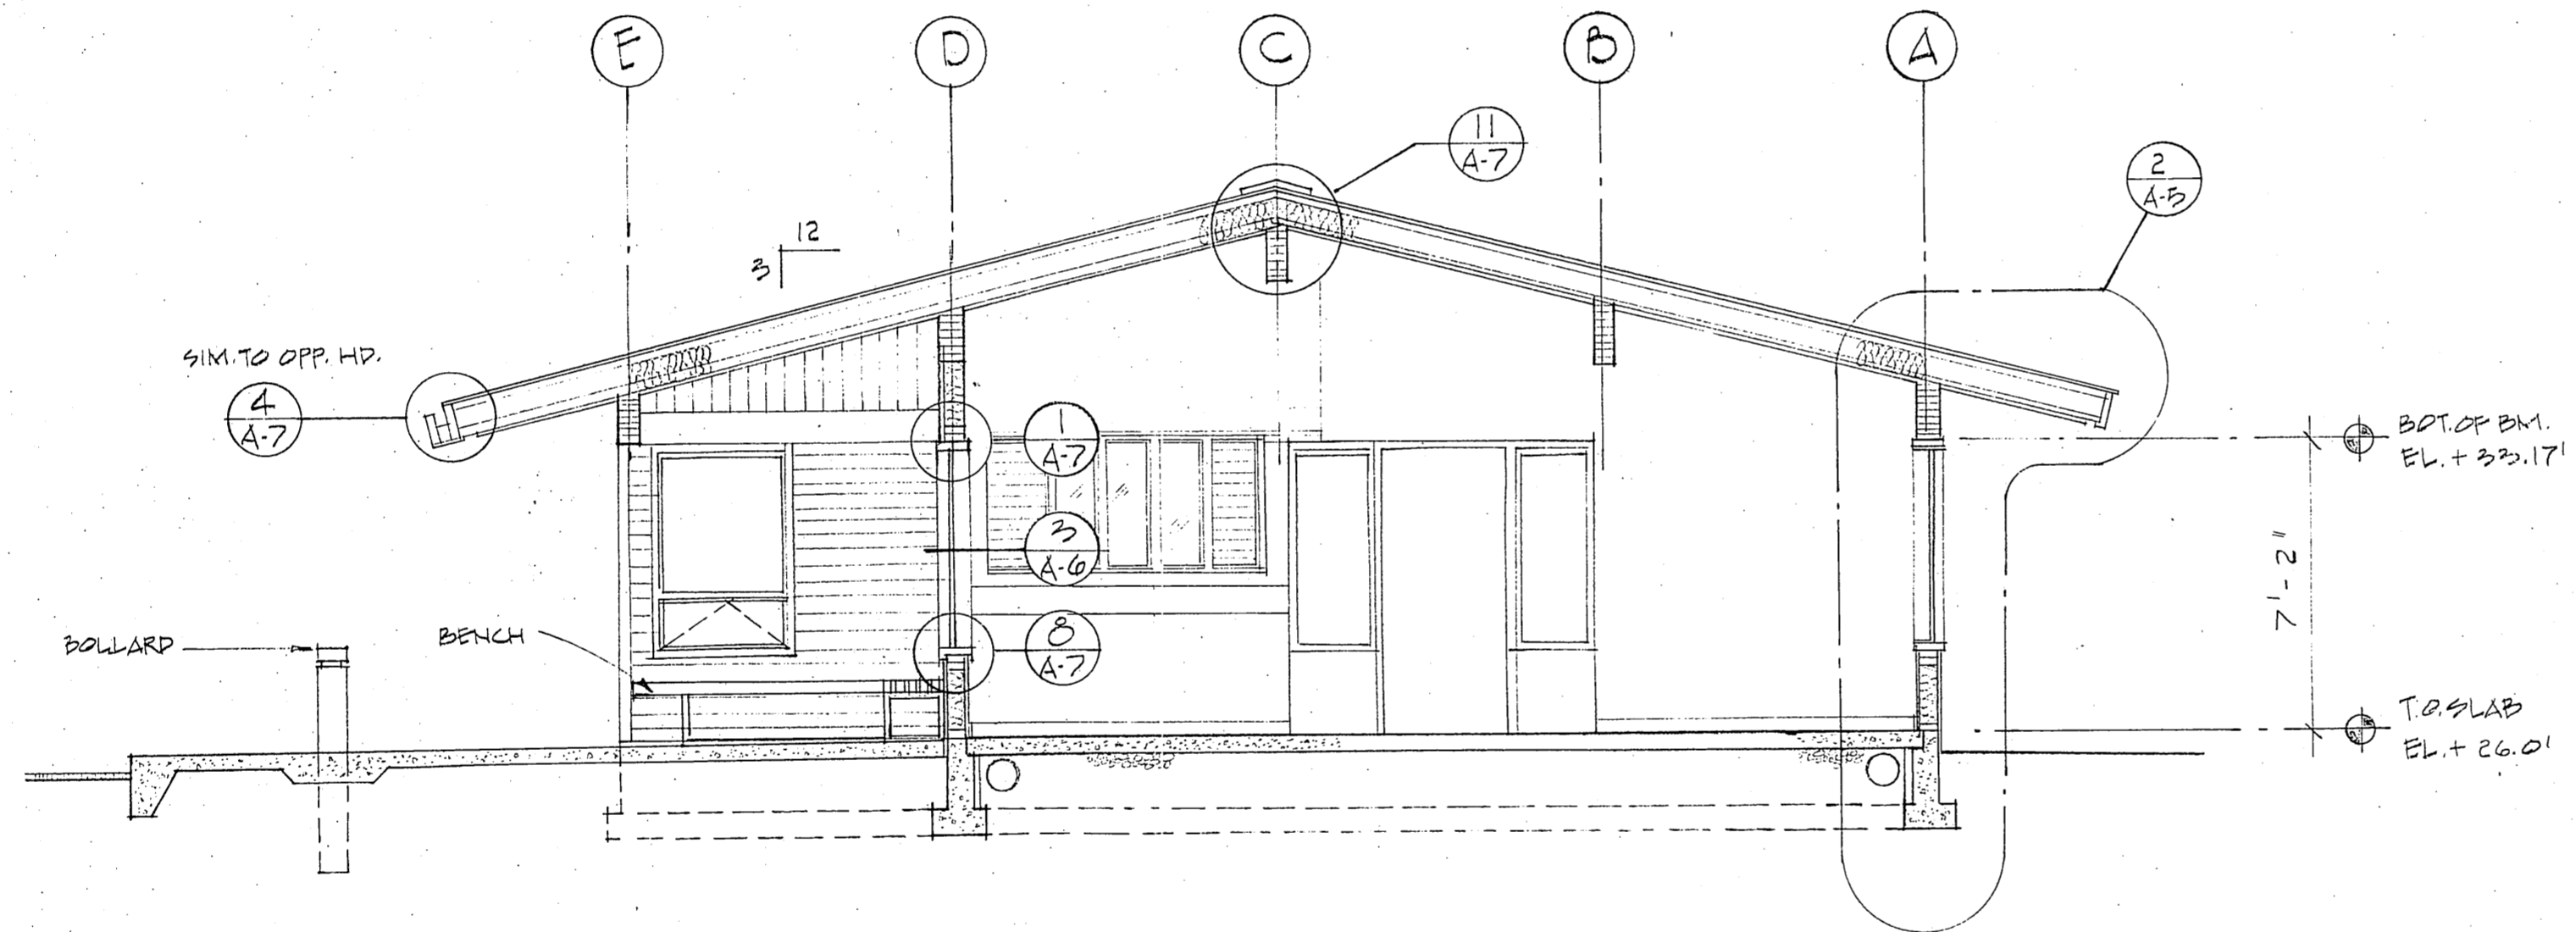 E
D
C
B
A
11
A-7
2
A-5
12
3
SIM. TO OPP. HD.
4
A-7
1
A-7
BOT. OF BM.
EL. + 33.17'
3
A-6
7'-2"
BOLLARD
BENCH
8
A-7
T.O. SLAB
EL. + 26.0'